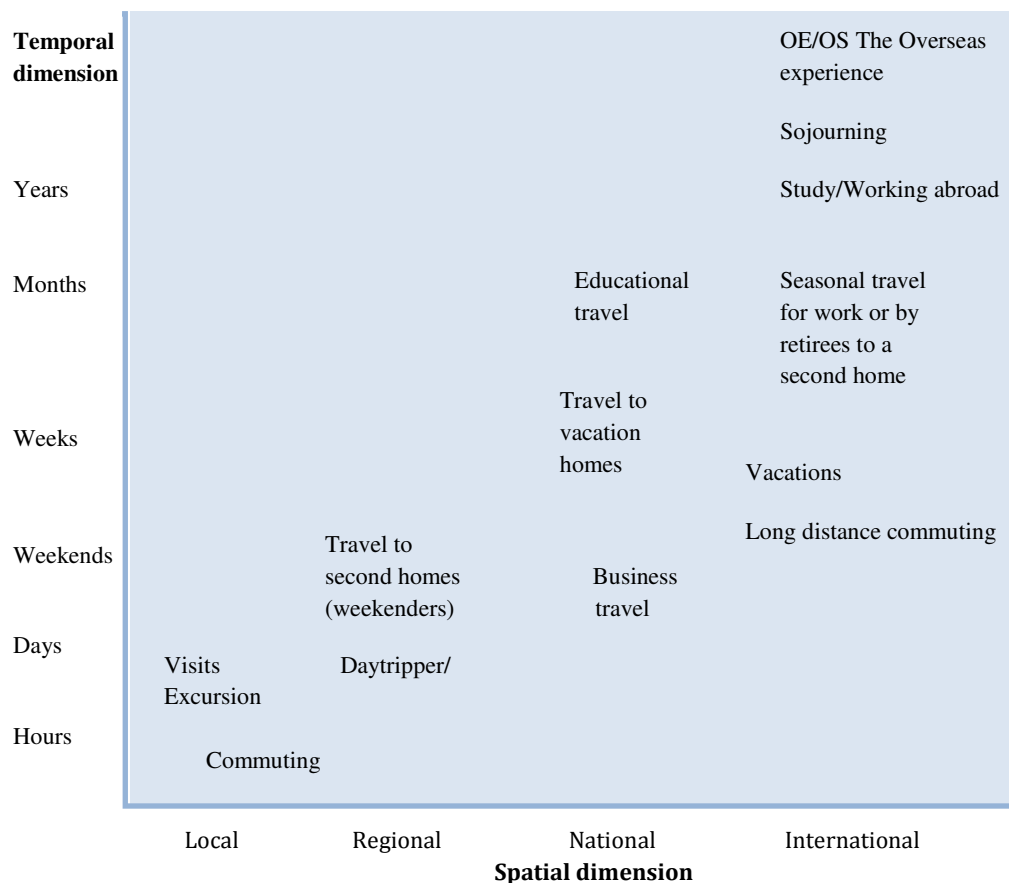 Temporal
dimension
OE/OS The Overseas
experience
Sojourning
Years
Study/Working abroad
Months
Educational
travel
Seasonal travel
for work or by
retirees to a
second home
Travel to
vacation
homes
Weeks
Vacations
Long distance commuting
Weekends
Travel to
second homes
(weekenders)
Business
travel
Days
Visits
Excursion
Daytripper/
Hours
Commuting
Local
Regional
National
International
Spatial dimension